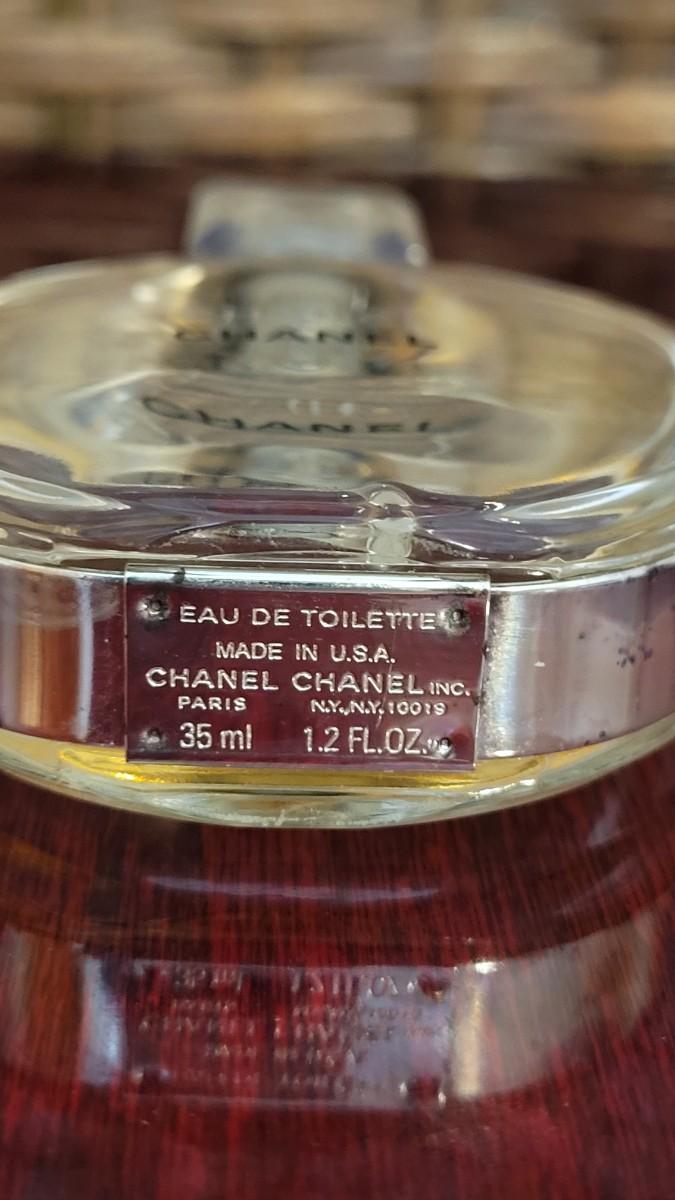 CHANEL
CHANEL
EAU DE TOILETTE
MADE IN U.S.A.
CHANEL CHANEL INC.
PARIS N.Y., N.Y. 10019
35 ml 1.2 FL.OZ.